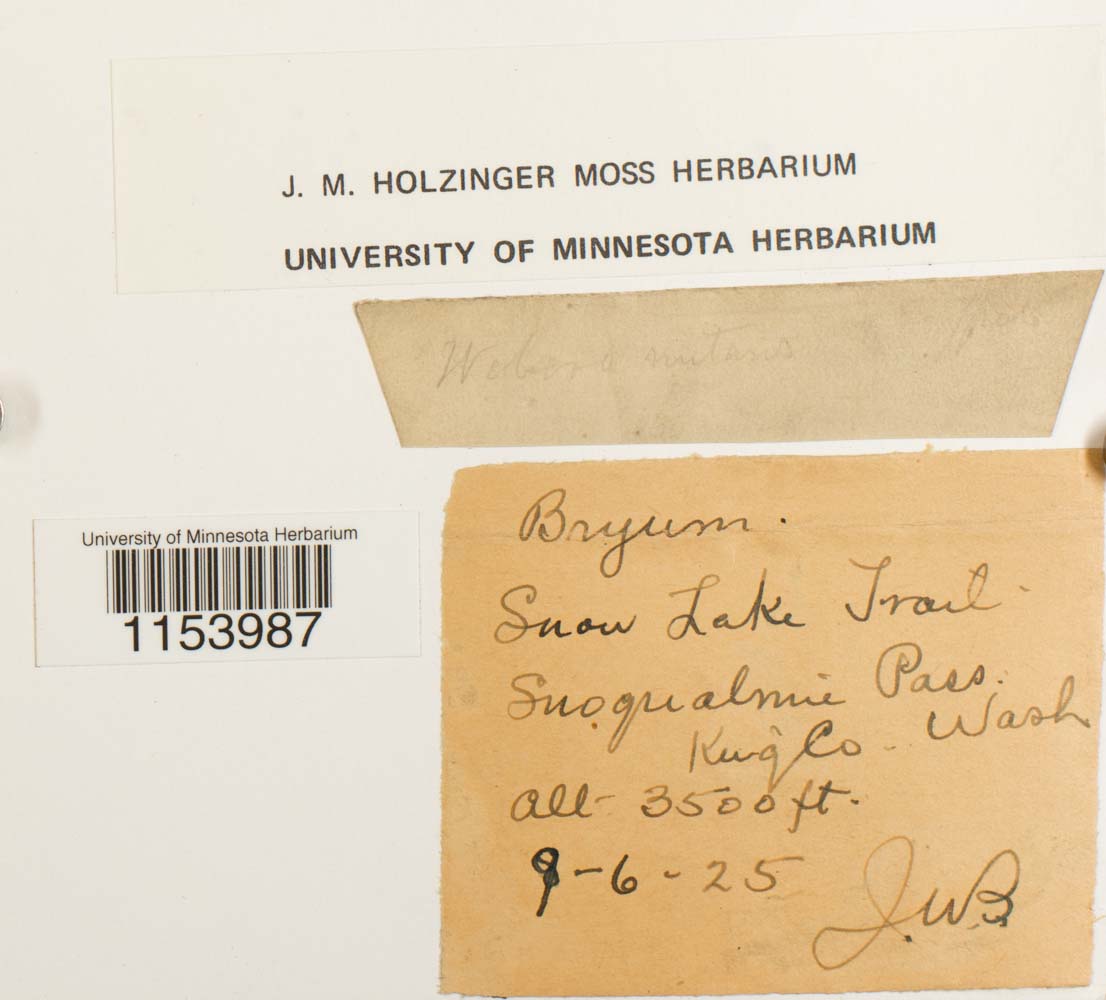 J. M. HOLZINGER MOSS HERBARIUM
UNIVERSITY OF MINNESOTA HERBARIUM
Webera nutans
University of Minnesota Herbarium
1153987
Bryum.
Snow Lake Trail-
Snoqualmie Pass.
King Co - Wash
alt- 3500 ft.
9-6-25
J.W.B.